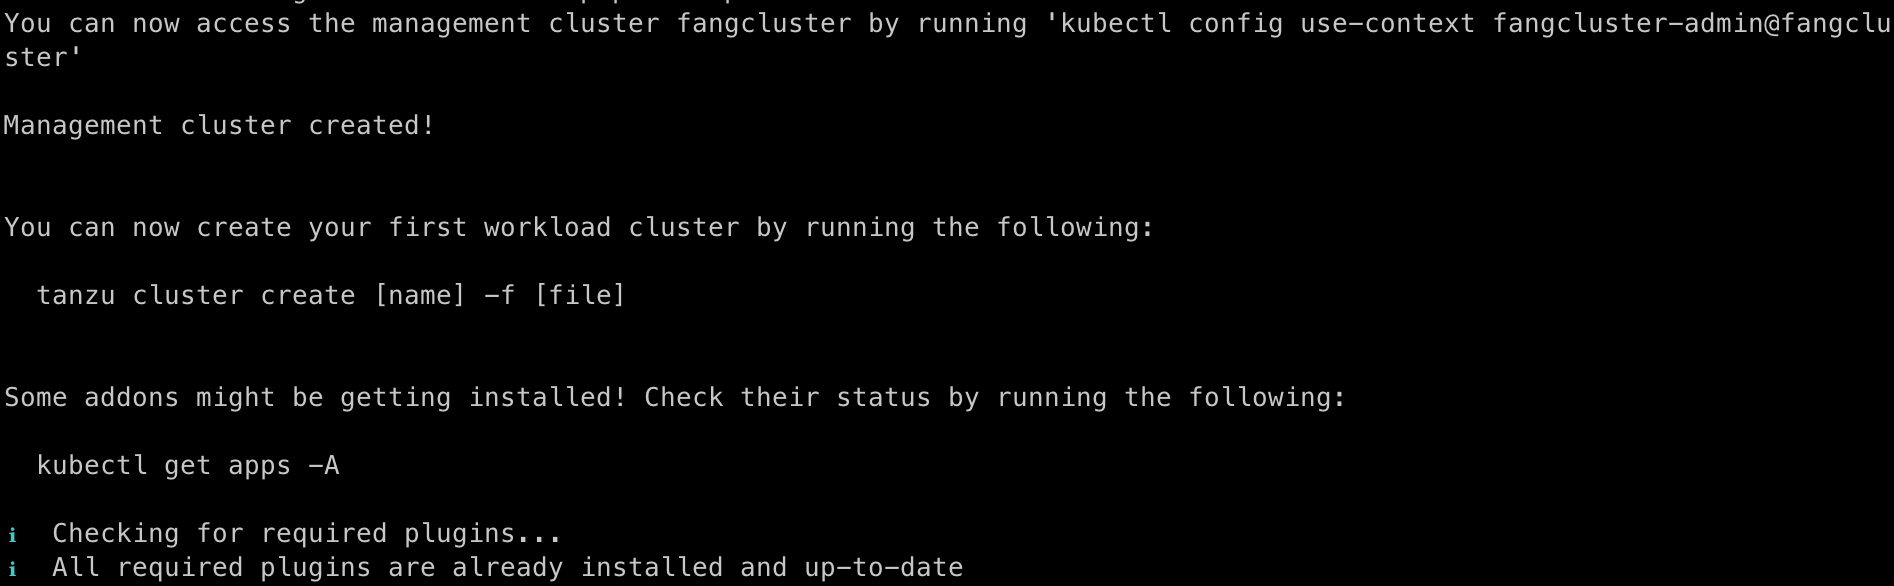 You can now access the management cluster fangcluster by running 'kubectl config use-context fangcluster-admin@fangclu
ster'
Management cluster created!
You can now create your first workload cluster by running the following:
tanzu cluster create [name] -f [file]
Some addons might be getting installed! Check their status by running the following:
kubectl get apps -A
i Checking for required plugins...
i All required plugins are already installed and up-to-date